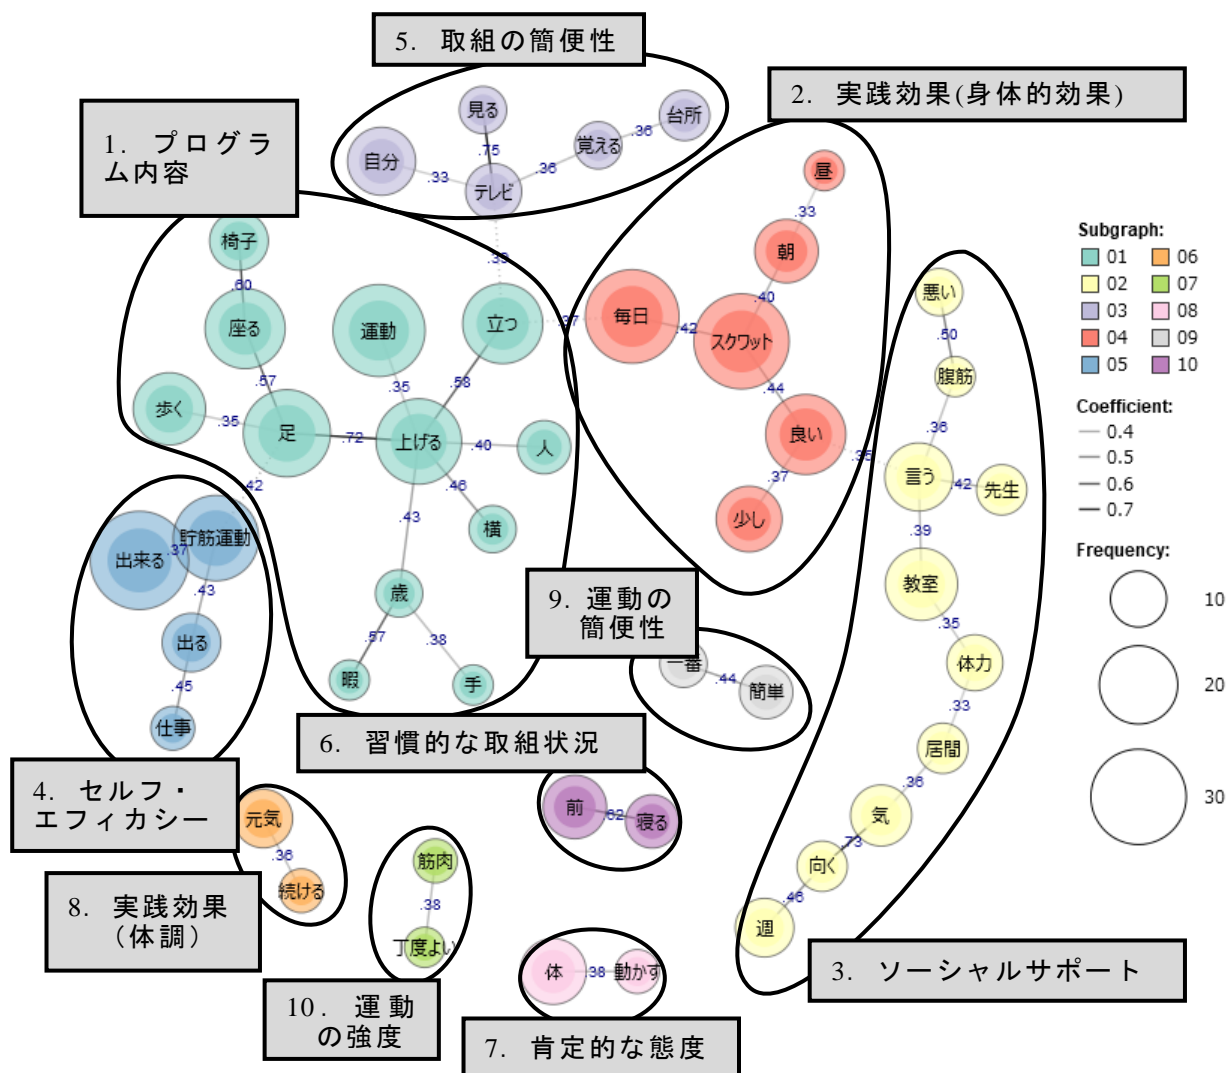 5. 取組の簡便性
2. 実践効果(身体的効果)
1. プログラ
ム内容
見る
台所
.36
覚える
.75
自分
.33
.36
テレビ
.33
椅子
.60
座る
運動
立つ
.37
.57
.35
.58
歩く
.35
足
.72
上げる
.40
人
.46
横
.43
.42
歳
.57
.38
暇
手
昼
.33
朝
.40
毎日
.42
スクワット
.44
良い
.35
.37
少し
悪い
.50
腹筋
.36
言う
.42
先生
.39
教室
.35
体力
.33
居間
.36
気
.73
向く
.46
週
Subgraph:
01
06
02
07
03
08
04
09
05
10
Coefficient:
0.4
0.5
0.6
0.7
Frequency:
10
20
30
貯筋運動
出来る
.37
.43
出る
.45
仕事
9. 運動の
簡便性
一番
.44
簡単
6. 習慣的な取組状況
前
.62
寝る
4. セルフ・
エフィカシー
元気
.36
続ける
8. 実践効果
(体調)
筋肉
.38
丁度よい
10. 運動
の強度
体
.38
動かす
7. 肯定的な態度
3. ソーシャルサポート